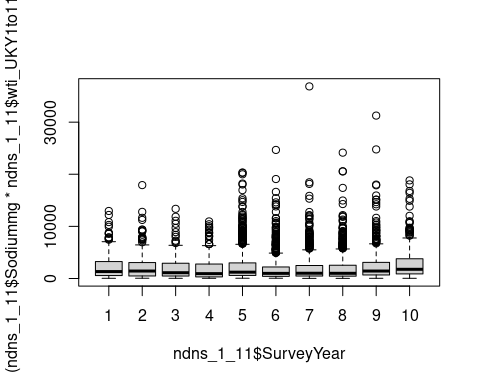 (ndns_1_11$Sodiummg * ndns_1_11$wti_UKY1to11
30000
10000
0
1 2 3 4 5 6 7 8 9 10
ndns_1_11$SurveyYear